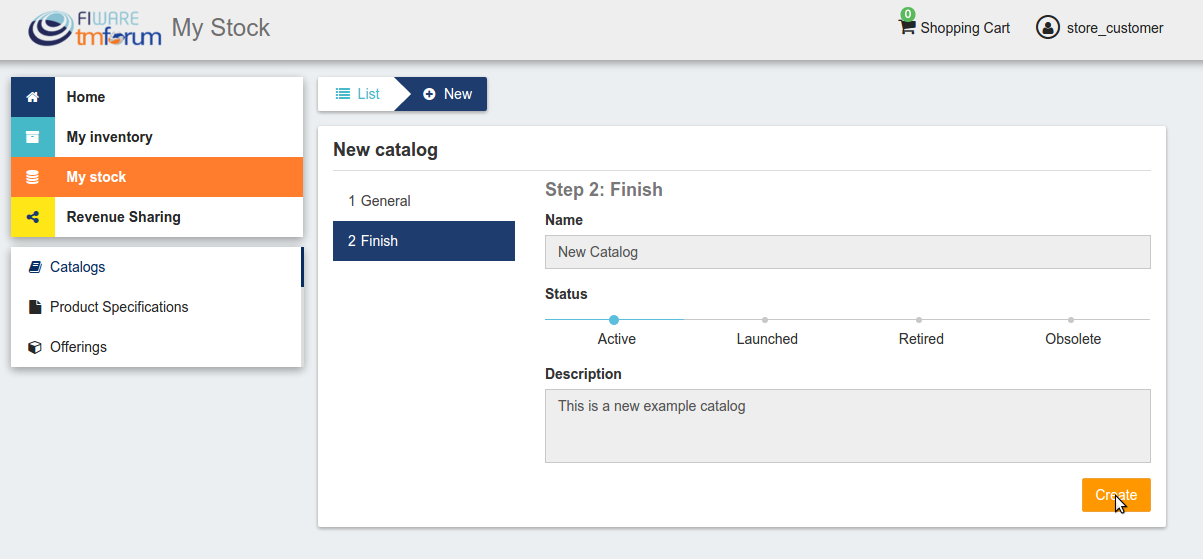 FIWARE
tmforum
My Stock
0
Shopping Cart
store_customer
Home
My inventory
My stock
Revenue Sharing
Catalogs
Product Specifications
Offerings
List
New
New catalog
1 General
2 Finish
Step 2: Finish
Name
New Catalog
Status
Active Launched Retired Obsolete
Description
This is a new example catalog
Create